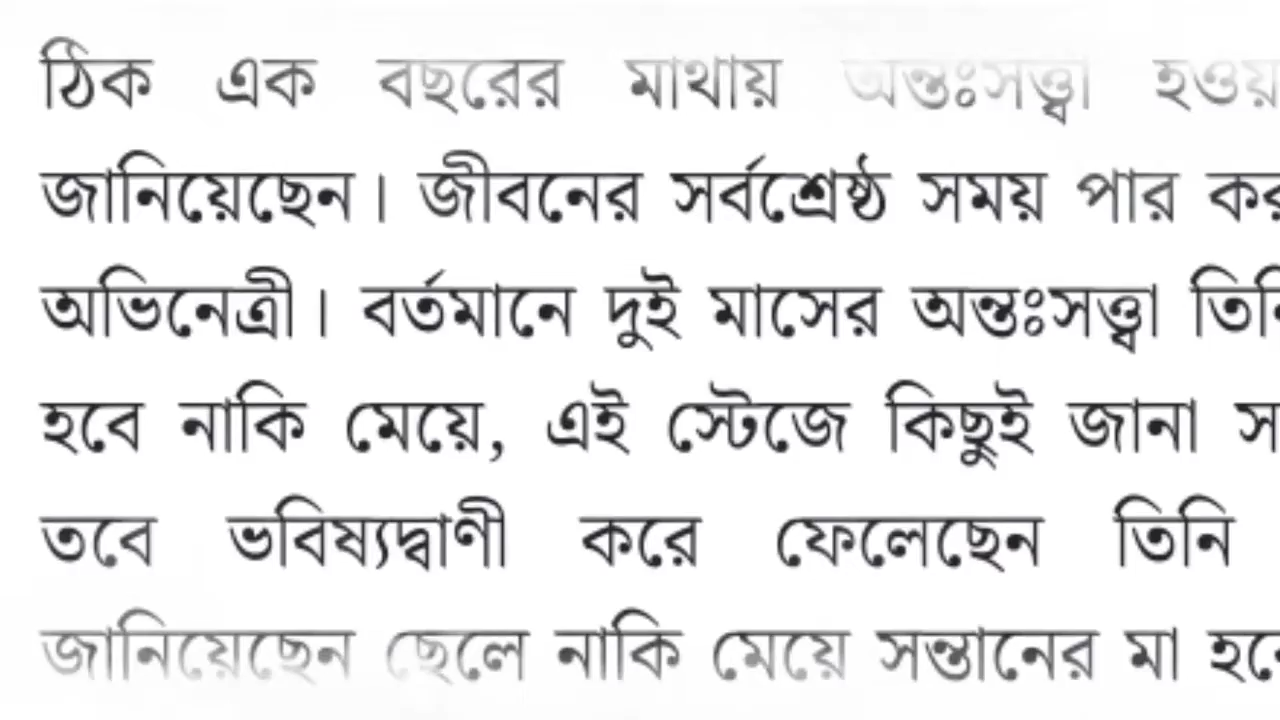 ঠিক এক বছরের মাথায় অন্তঃসত্ত্বা
জানিয়েছেন। জীবনের সর্বশ্রেষ্ঠ সময় পার
অভিনেত্রী। বর্তমানে দুই মাসের অন্তঃসত্ত্বা
হবে নাকি মেয়ে, এই স্টেজে কিছুই জানা
তবে ভবিষ্যদ্বাণী করে ফেলেছেন তিনি
জানিয়েছেন ছেলে নাকি মেয়ে সন্তানের মা